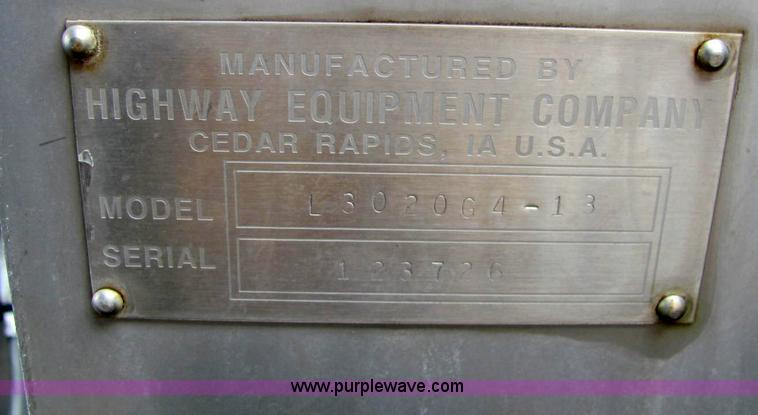 MANUFACTURED BY
HIGHWAY EQUIPMENT COMPANY
CEDAR RAPIDS, IA U.S.A.
MODEL L3020G4-13
SERIAL 123726
www.purplewave.com